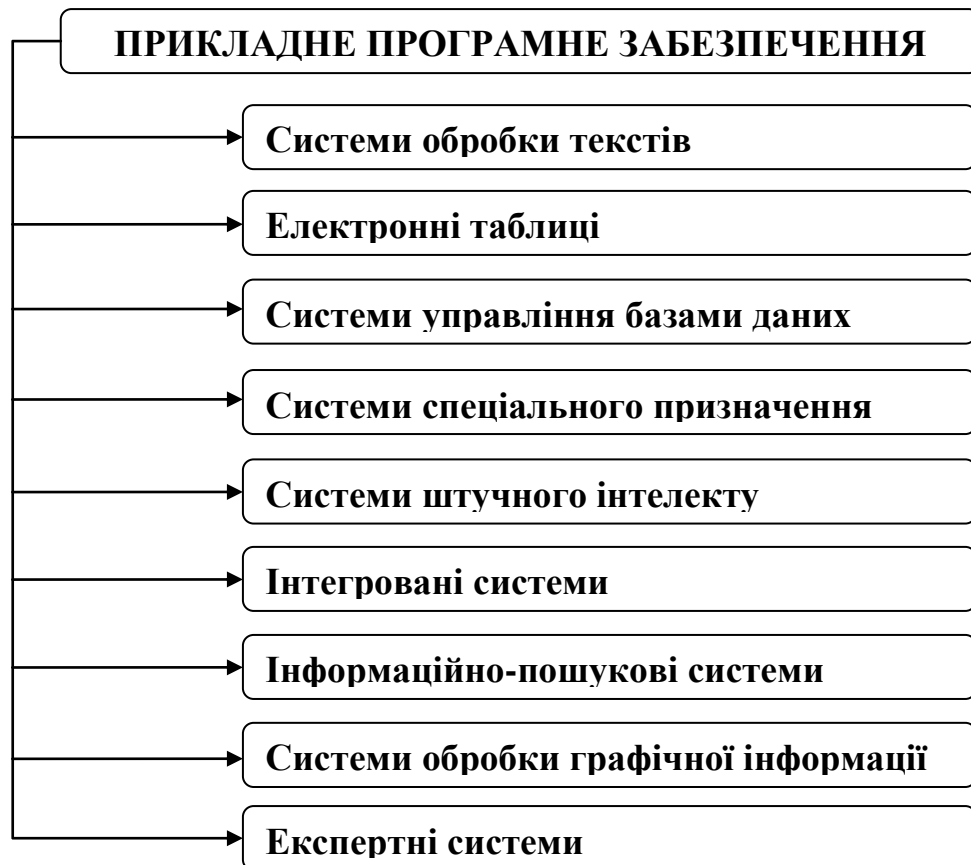 ПРИКЛАДНЕ ПРОГРАМНЕ ЗАБЕЗПЕЧЕННЯ
Системи обробки текстів
Електронні таблиці
Системи управління базами даних
Системи спеціального призначення
Системи штучного інтелекту
Інтегровані системи
Інформаційно-пошукові системи
Системи обробки графічної інформації
Експертні системи